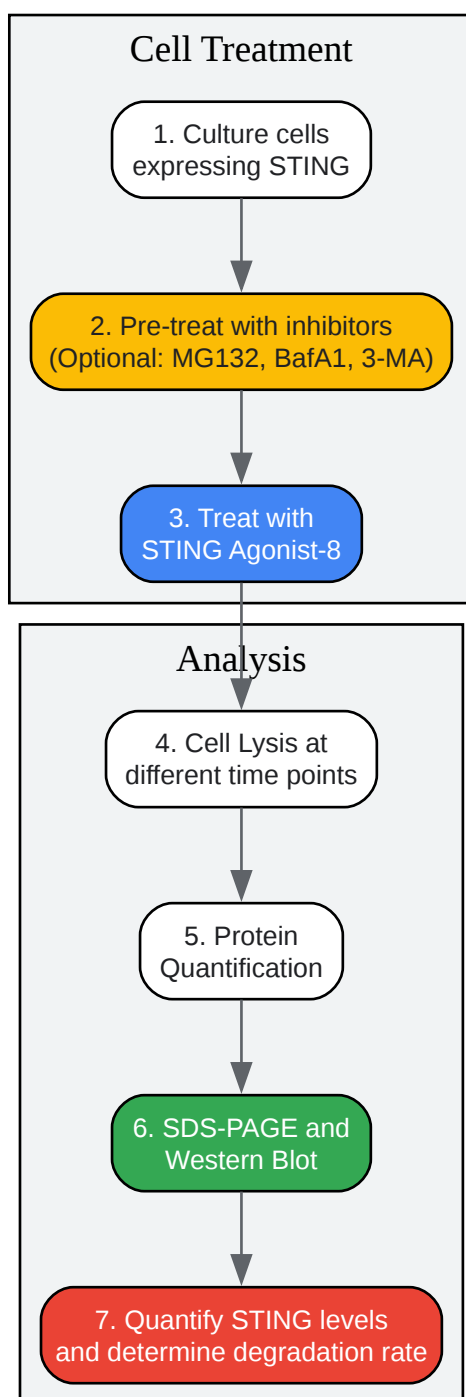 Cell Treatment
1. Culture cells
expressing STING
2. Pre-treat with inhibitors
(Optional: MG132, BafA1, 3-MA)
3. Treat with
STING Agonist-8
Analysis
4. Cell Lysis at
different time points
5. Protein
Quantification
6. SDS-PAGE and
Western Blot
7. Quantify STING levels
and determine degradation rate